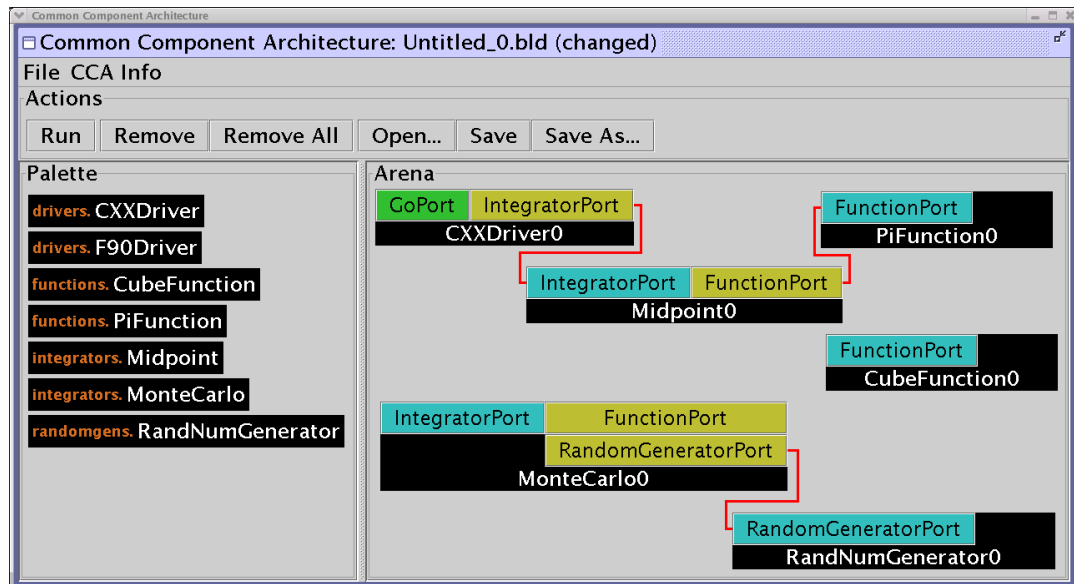 Common Component Architecture
Common Component Architecture: Untitled_0.bld (changed)
File CCA Info
Actions
Run Remove Remove All Open... Save Save As...
Palette
drivers. CXXDriver
drivers. F90Driver
functions. CubeFunction
functions. PiFunction
integrators. Midpoint
integrators. MonteCarlo
randomgens. RandNumGenerator
Arena
GoPort IntegratorPort
CXXDriver0
FunctionPort
PiFunction0
IntegratorPort FunctionPort
Midpoint0
FunctionPort
CubeFunction0
IntegratorPort FunctionPort
RandomGeneratorPort
MonteCarlo0
RandomGeneratorPort
RandNumGenerator0